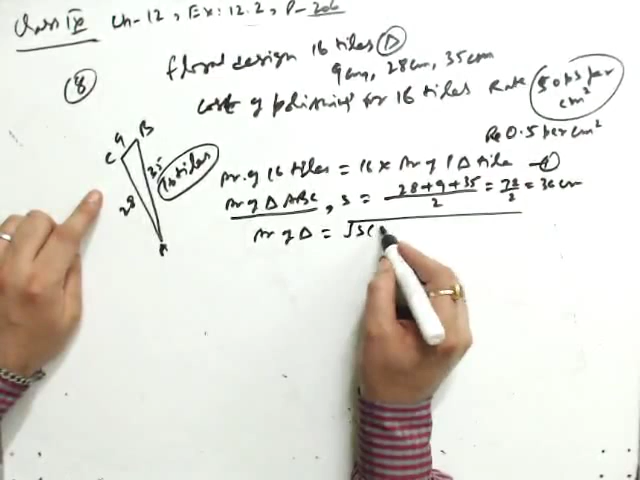 Class IX Ch-12, Ex: 12.2, P-206
(8) floral design 16 tiles Δ
9cm, 28cm, 35cm
cost of polishing for 16 tiles Rate 50ps per cm²
Re 0.5 per cm²
C 9 B
28 35
A
16 tiles
Ar. of 16 tiles = 16 × Ar of 1 Δ tile —①
Ar of Δ ABC, s = 28+9+35/2 = 72/2 = 36 cm
Ar of Δ = √s(